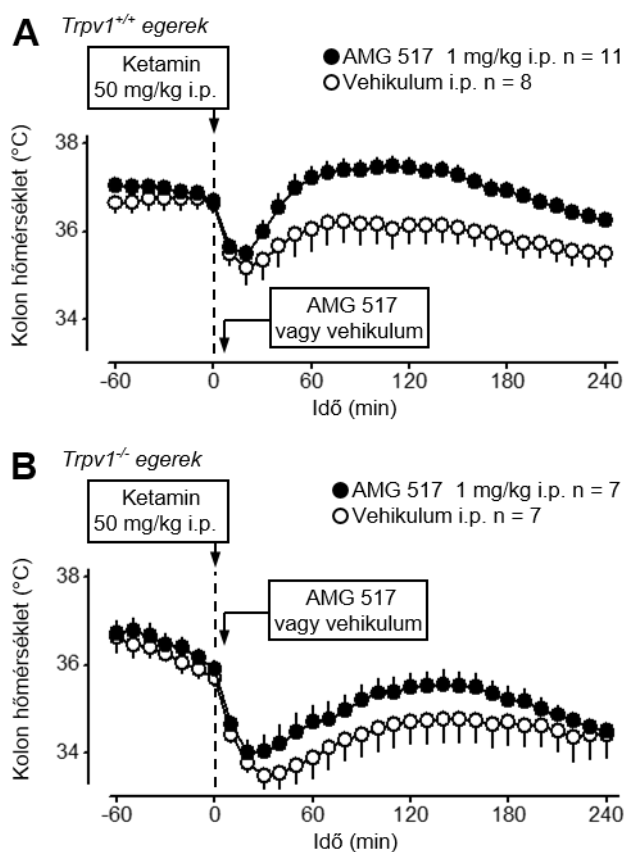 A
Trpv1+/+ egerek
Ketamin
50 mg/kg i.p.
AMG 517 1 mg/kg i.p. n = 11
Vehikulum i.p. n = 8
Kolon hőmérséklet (°C)
38
36
34
AMG 517
vagy vehikulum
-60 0 60 120 180 240
Idő (min)
B
Trpv1-/- egerek
Ketamin
50 mg/kg i.p.
AMG 517 1 mg/kg i.p. n = 7
Vehikulum i.p. n = 7
Kolon hőmérséklet (°C)
38
36
34
AMG 517
vagy vehikulum
-60 0 60 120 180 240
Idő (min)